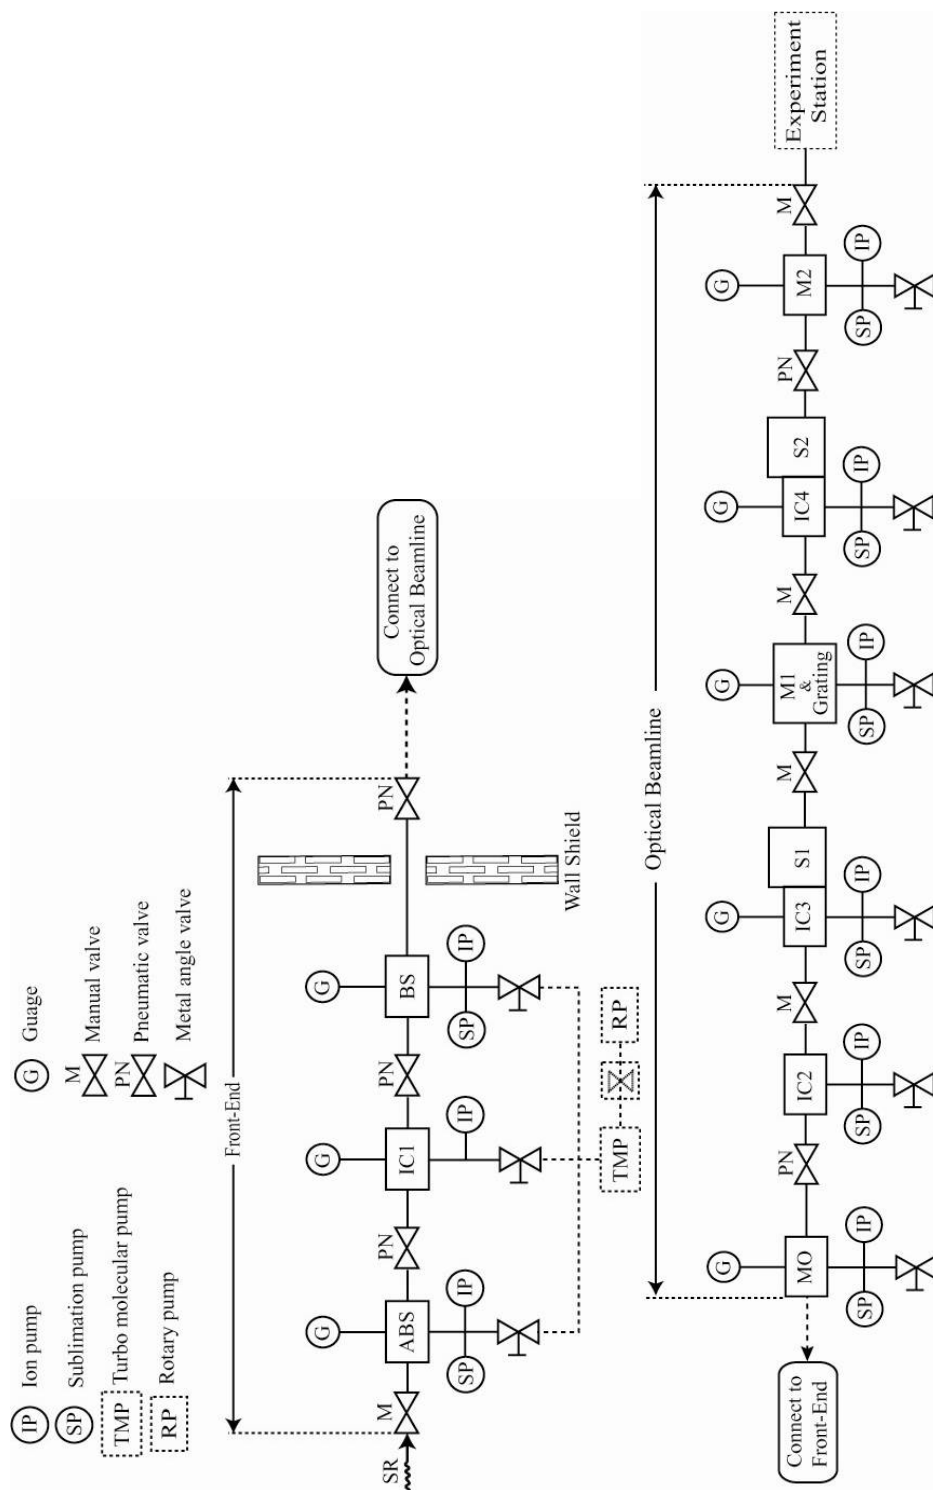 IP Ion pump
G Guage
SP Sublimation pump
M Manual valve
TMP Turbo molecular pump
PN Pneumatic valve
RP Rotary pump
Metal angle valve
Front-End
G
G
G
M
PN
PN
PN
SR
ABS
IC1
BS
Connect to
Optical Beamline
SP IP
IP
SP IP
Wall Shield
TMP
RP
Optical Beamline
G
G
G
G
G
PN
M
M
M
PN
M
Connect to
Front-End
MO
IC2
IC3
S1
M1
&
Grating
IC4
S2
M2
Experiment
Station
SP IP
SP IP
SP IP
SP IP
SP IP
SP IP